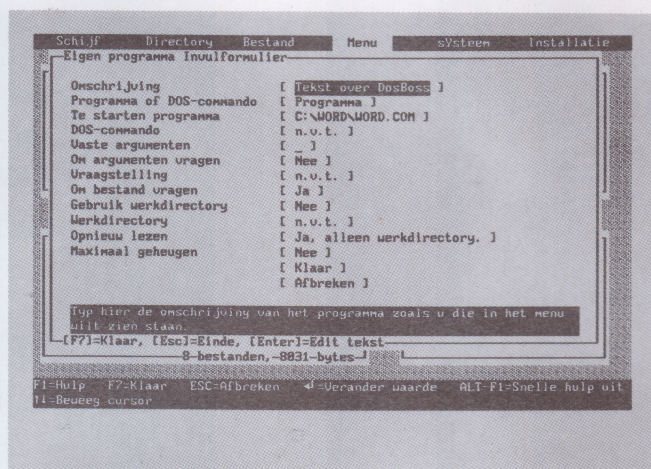 Schijf Directory Bestand Menu sYsteem Installatie
Eigen programma Invulformulier
Omschrijving [ Tekst over DosBoss ]
Programma of DOS-commando [ Programma ]
Te starten programma [ C:\WORD\WORD.COM ]
DOS-commando [ n.v.t. ]
Vaste argumenten [ _ ]
Om argumenten vragen [ Nee ]
Vraagstelling [ n.v.t. ]
Om bestand vragen [ Ja ]
Gebruik werkdirectory [ Nee ]
Werkdirectory [ n.v.t. ]
Opnieuw lezen [ Ja, alleen werkdirectory. ]
Maximaal geheugen [ Nee ]
[ Klaar ]
[ Afbreken ]
Typ hier de omschrijving van het programma zoals u die in het menu
wilt zien staan.
[F7]=Klaar, [Esc]=Einde, [Enter]=Edit tekst
8-bestanden,-8031-bytes
F1=Hulp F7=Klaar ESC=Afbreken ◄┘=Verander waarde ALT-F1=Snelle hulp uit
↑↓=Beweeg cursor